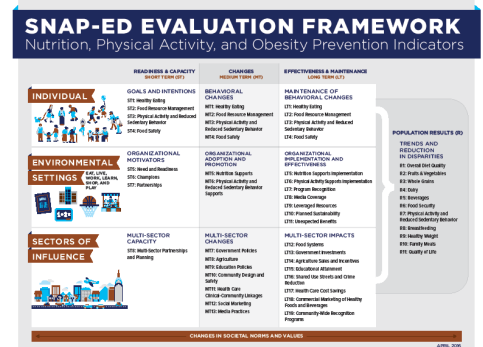 SNAP-ED EVALUATION FRAMEWORK
Nutrition, Physical Activity, and Obesity Prevention Indicators
READINESS & CAPACITY
SHORT TERM (ST)
CHANGES
MEDIUM TERM (MT)
EFFECTIVENESS & MAINTENANCE
LONG TERM (LT)
INDIVIDUAL
GOALS AND INTENTIONS
ST1: Healthy Eating
ST2: Food Resource Management
ST3: Physical Activity and Reduced
Sedentary Behavior
ST4: Food Safety
BEHAVIORAL
CHANGES
MT1: Healthy Eating
MT2: Food Resource Management
MT3: Physical Activity and
Reduced Sedentary Behavior
MT4: Food Safety
MAINTENANCE OF
BEHAVIORAL CHANGES
LT1: Healthy Eating
LT2: Food Resource Management
LT3: Physical Activity and Reduced
Sedentary Behavior
LT4: Food Safety
ENVIRONMENTAL
SETTINGS
EAT, LIVE,
WORK, LEARN,
SHOP, AND
PLAY
ORGANIZATIONAL
MOTIVATORS
ST5: Need and Readiness
ST6: Champions
ST7: Partnerships
ORGANIZATIONAL
ADOPTION AND
PROMOTION
MT5: Nutrition Supports
MT6: Physical Activity and
Reduced Sedentary Behavior
Supports
ORGANIZATIONAL
IMPLEMENTATION AND
EFFECTIVENESS
LT5: Nutrition Supports Implementation
LT6: Physical Activity Supports Implementation
LT7: Program Recognition
LT8: Media Coverage
LT9: Leveraged Resources
LT10: Planned Sustainability
LT11: Unexpected Benefits
SECTORS OF
INFLUENCE
MULTI-SECTOR
CAPACITY
ST8: Multi-Sector Partnerships
and Planning
MULTI-SECTOR
CHANGES
MT7: Government Policies
MT8: Agriculture
MT9: Education Policies
MT10: Community Design and
Safety
MT11: Health Care
Clinical-Community Linkages
MT12: Social Marketing
MT13: Media Practices
MULTI-SECTOR IMPACTS
LT12: Food Systems
LT13: Government Investments
LT14: Agriculture Sales and Incentives
LT15: Educational Attainment
LT16: Shared Use Streets and Crime
Reduction
LT17: Health Care Cost Savings
LT18: Commercial Marketing of Healthy
Foods and Beverages
LT19: Community-Wide Recognition
Programs
POPULATION RESULTS (R)
TRENDS AND
REDUCTION
IN DISPARITIES
R1: Overall Diet Quality
R2: Fruits & Vegetables
R3: Whole Grains
R4: Dairy
R5: Beverages
R6: Food Security
R7: Physical Activity and
Reduced Sedentary Behavior
R8: Breastfeeding
R9: Healthy Weight
R10: Family Meals
R11: Quality of Life
CHANGES IN SOCIETAL NORMS AND VALUES
APRIL 2016